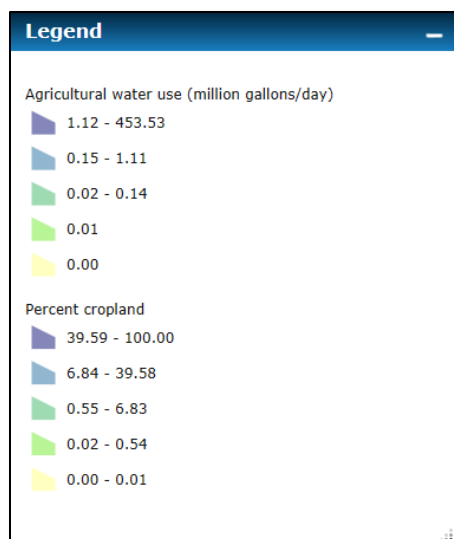 Legend
Agricultural water use (million gallons/day)
1.12 - 453.53
0.15 - 1.11
0.02 - 0.14
0.01
0.00
Percent cropland
39.59 - 100.00
6.84 - 39.58
0.55 - 6.83
0.02 - 0.54
0.00 - 0.01